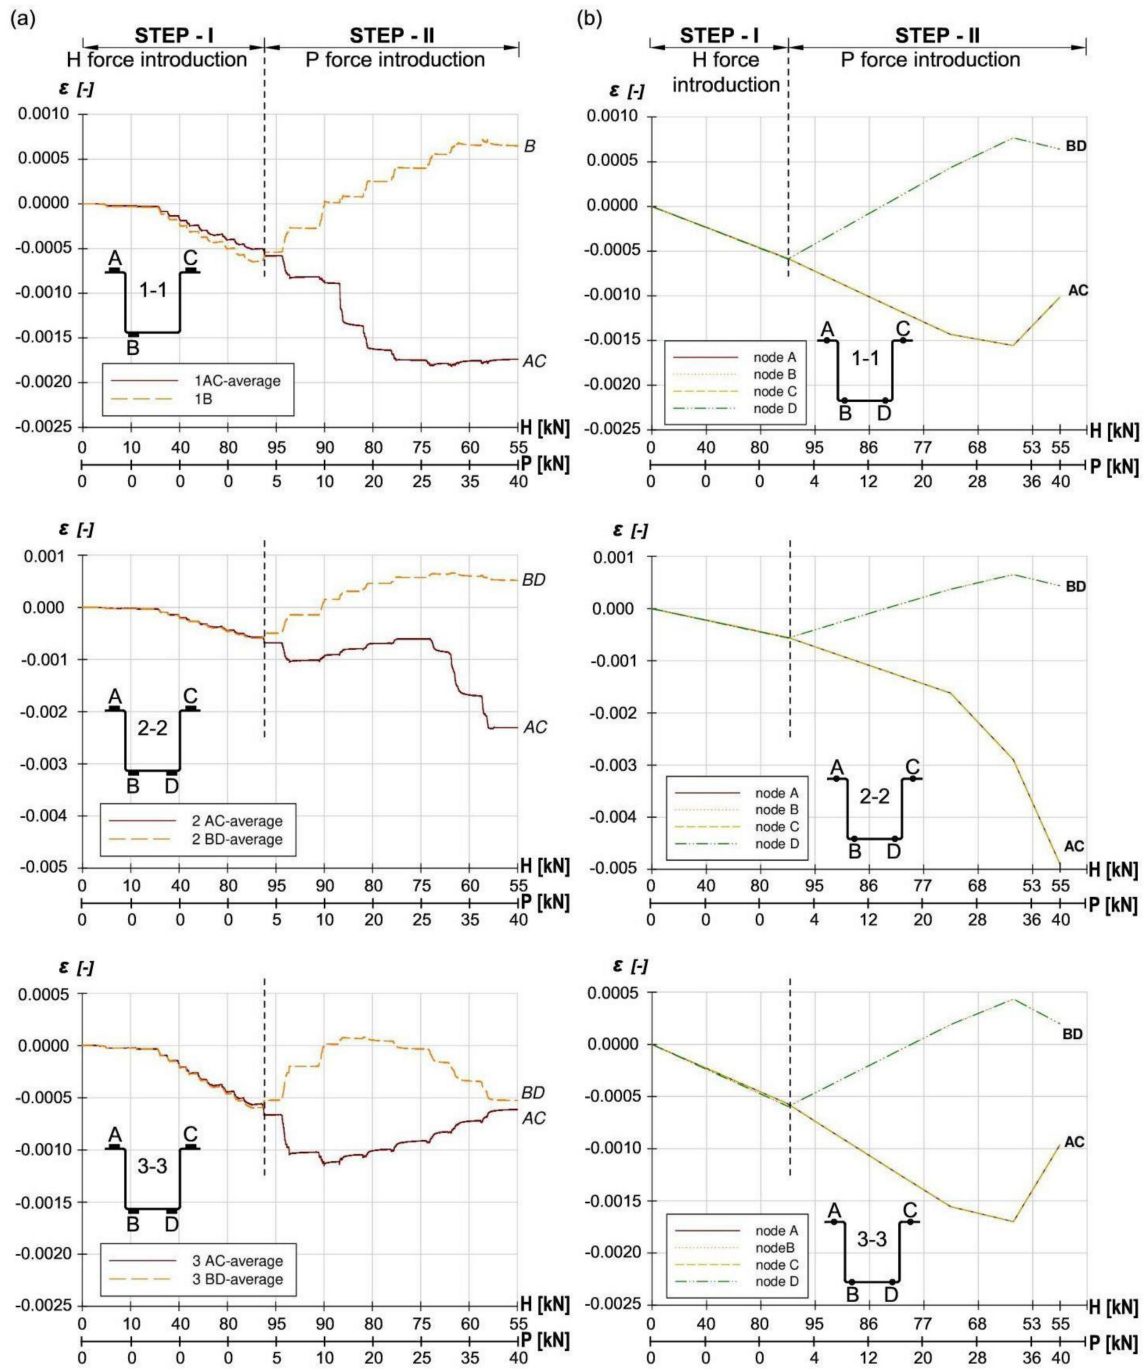 (a)
STEP - I STEP - II
H force introduction P force introduction
ε [-]
0.0010
0.0005
0.0000
-0.0005
-0.0010
-0.0015
-0.0020
-0.0025
B
AC
A C
1-1
B
1AC-average
1B
0 10 40 80 95 90 80 75 60 55 H [kN]
0 0 0 0 5 10 20 25 30 40 P [kN]
(b)
STEP - I STEP - II
H force
introduction
P force introduction
ε [-]
0.0010
0.0005
0.0000
-0.0005
-0.0010
-0.0015
-0.0020
-0.0025
BD
AC
node A
node B
node C
node D
A C
1-1
B D
0 40 80 95 86 77 68 53 55 H [kN]
0 0 0 4 12 20 28 36 40 P [kN]
ε [-]
0.001
0.000
-0.001
-0.002
-0.003
-0.004
-0.005
BD
AC
A C
2-2
B D
2 AC-average
2 BD-average
0 10 40 80 95 90 80 75 60 55 H [kN]
0 0 0 0 5 10 20 25 30 40 P [kN]
ε [-]
0.001
0.000
-0.001
-0.002
-0.003
-0.004
-0.005
BD
AC
node A
node B
node C
node D
A C
2-2
B D
0 40 80 95 86 77 68 53 55 H [kN]
0 0 0 4 12 20 28 36 40 P [kN]
ε [-]
0.0005
0.0000
-0.0005
-0.0010
-0.0015
-0.0020
-0.0025
BD
AC
A C
3-3
B D
3 AC-average
3 BD-average
0 10 40 80 95 90 80 75 60 55 H [kN]
0 0 0 0 5 10 20 25 30 40 P [kN]
ε [-]
0.0005
0.0000
-0.0005
-0.0010
-0.0015
-0.0020
-0.0025
BD
AC
node A
nodeB
node C
node D
A C
3-3
B D
0 40 80 95 86 77 68 53 55 H [kN]
0 0 0 4 12 20 28 36 40 P [kN]